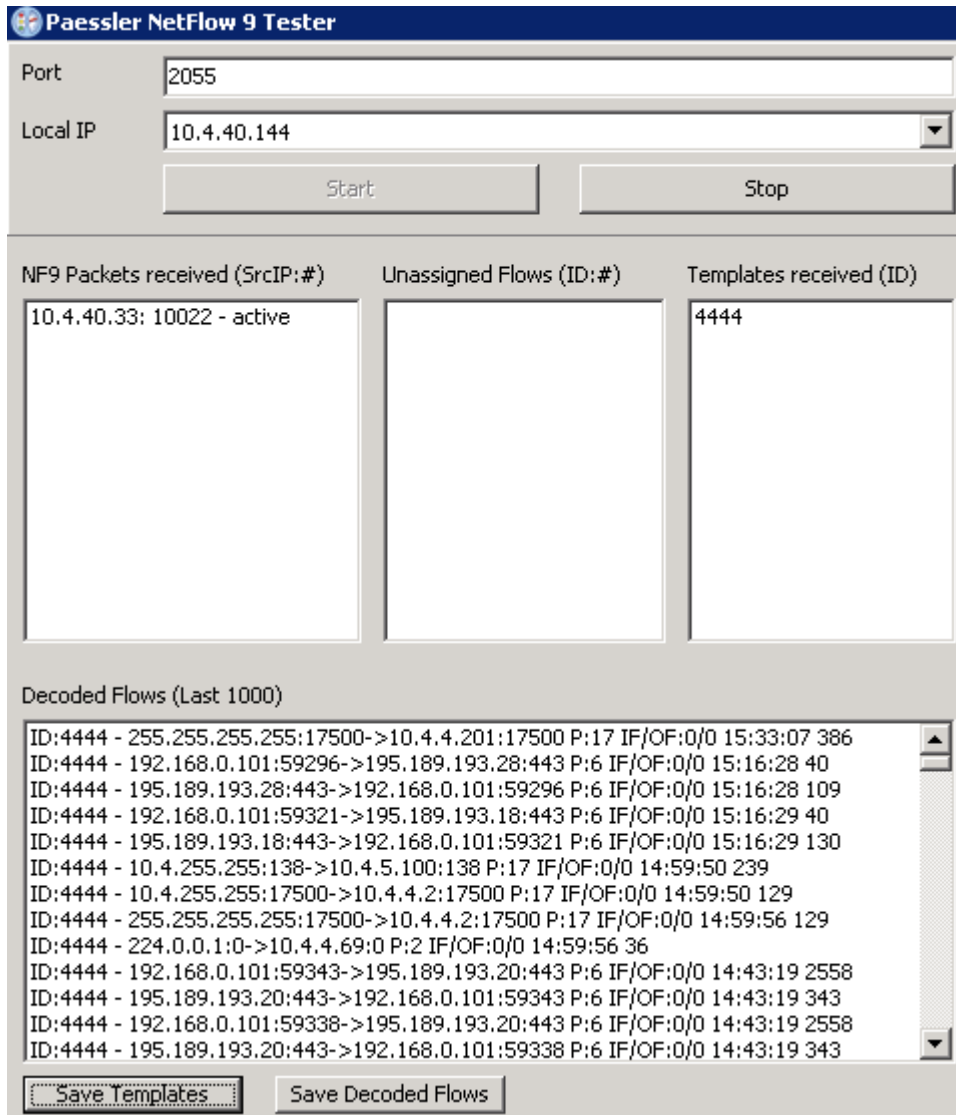 Paessler NetFlow 9 Tester
Port
2055
Local IP
10.4.40.144
Start
Stop
NF9 Packets received (SrcIP:#)
Unassigned Flows (ID:#)
Templates received (ID)
10.4.40.33: 10022 - active
4444
Decoded Flows (Last 1000)
ID:4444 - 255.255.255.255:17500->10.4.4.201:17500 P:17 IF/OF:0/0 15:33:07 386
ID:4444 - 192.168.0.101:59296->195.189.193.28:443 P:6 IF/OF:0/0 15:16:28 40
ID:4444 - 195.189.193.28:443->192.168.0.101:59296 P:6 IF/OF:0/0 15:16:28 109
ID:4444 - 192.168.0.101:59321->195.189.193.18:443 P:6 IF/OF:0/0 15:16:29 40
ID:4444 - 195.189.193.18:443->192.168.0.101:59321 P:6 IF/OF:0/0 15:16:29 130
ID:4444 - 10.4.255.255:138->10.4.5.100:138 P:17 IF/OF:0/0 14:59:50 239
ID:4444 - 10.4.255.255:17500->10.4.4.2:17500 P:17 IF/OF:0/0 14:59:50 129
ID:4444 - 255.255.255.255:17500->10.4.4.2:17500 P:17 IF/OF:0/0 14:59:56 129
ID:4444 - 224.0.0.1:0->10.4.4.69:0 P:2 IF/OF:0/0 14:59:56 36
ID:4444 - 192.168.0.101:59343->195.189.193.20:443 P:6 IF/OF:0/0 14:43:19 2558
ID:4444 - 195.189.193.20:443->192.168.0.101:59343 P:6 IF/OF:0/0 14:43:19 343
ID:4444 - 192.168.0.101:59338->195.189.193.20:443 P:6 IF/OF:0/0 14:43:19 2558
ID:4444 - 195.189.193.20:443->192.168.0.101:59338 P:6 IF/OF:0/0 14:43:19 343
Save Templates
Save Decoded Flows